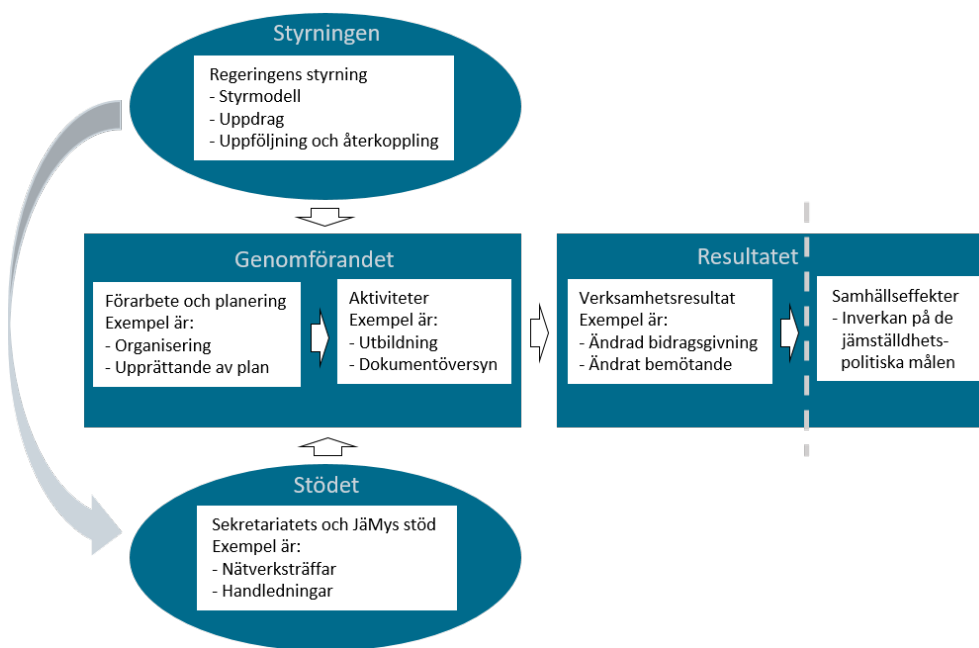 Styrningen
Regeringens styrning
- Styrmodell
- Uppdrag
- Uppföljning och återkoppling
Genomförandet
Förarbete och planering
Exempel är:
- Organisering
- Upprättande av plan
Aktiviteter
Exempel är:
- Utbildning
- Dokumentöversyn
Resultatet
Verksamhetsresultat
Exempel är:
- Ändrad bidragsgivning
- Ändrat bemötande
Samhällseffekter
- Inverkan på de
jämställdhets-
politiska målen
Stödet
Sekretariatets och JäMys stöd
Exempel är:
- Nätverksträffar
- Handledningar